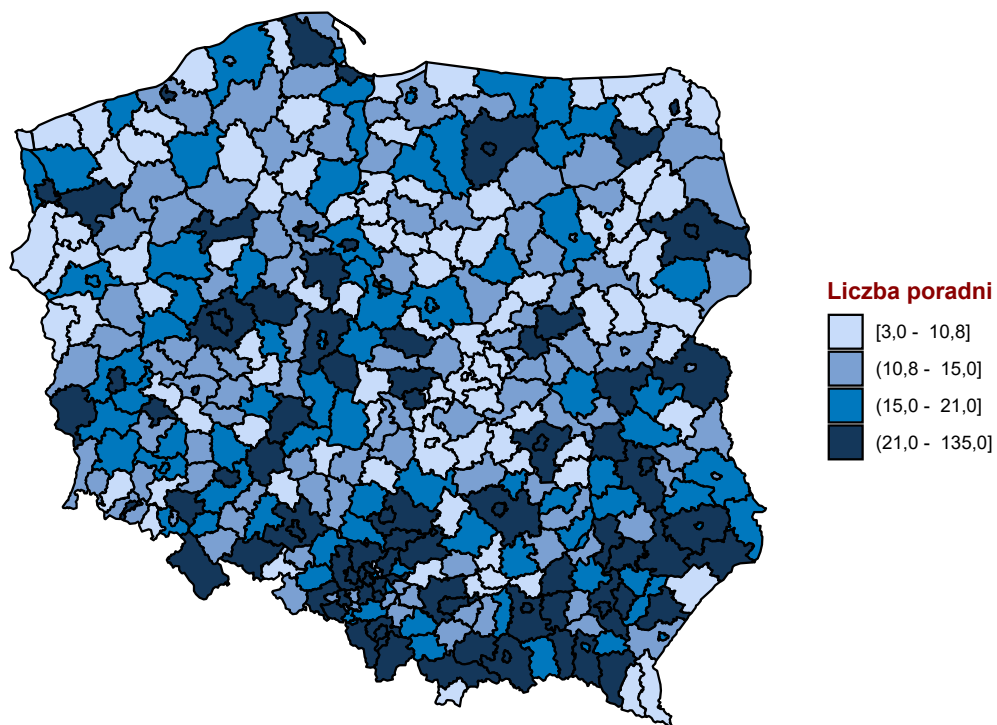 Liczba poradni
[3,0 - 10,8]
(10,8 - 15,0]
(15,0 - 21,0]
(21,0 - 135,0]